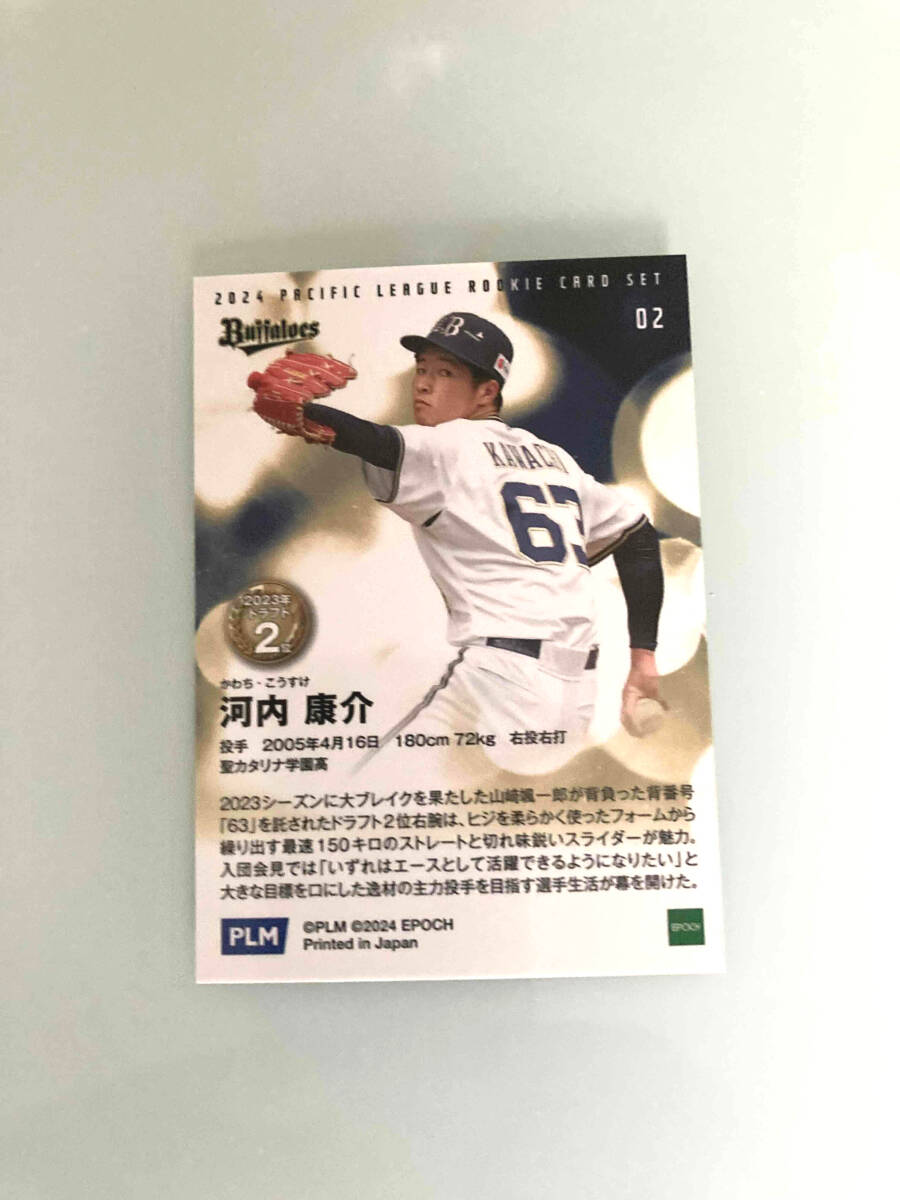 2024 PACIFIC LEAGUE ROOKIE CARD SET
Buffaloes
02
B
KAWACHI
63
2023年
ドラフト
2位
かわち・こうすけ
河内 康介
投手 2005年4月16日 180cm 72kg 右投右打
聖カタリナ学園高
2023シーズンに大ブレイクを果たした山﨑颯一郎が背負った背番号
「63」を託されたドラフト2位右腕は、ヒジを柔らかく使ったフォームから
繰り出す最速150キロのストレートと切れ味鋭いスライダーが魅力。
入団会見では「いずれはエースとして活躍できるようになりたい」と
大きな目標を口にした逸材の主力投手を目指す選手生活が幕を開けた。
PLM
©PLM ©2024 EPOCH
Printed in Japan
EPOCH